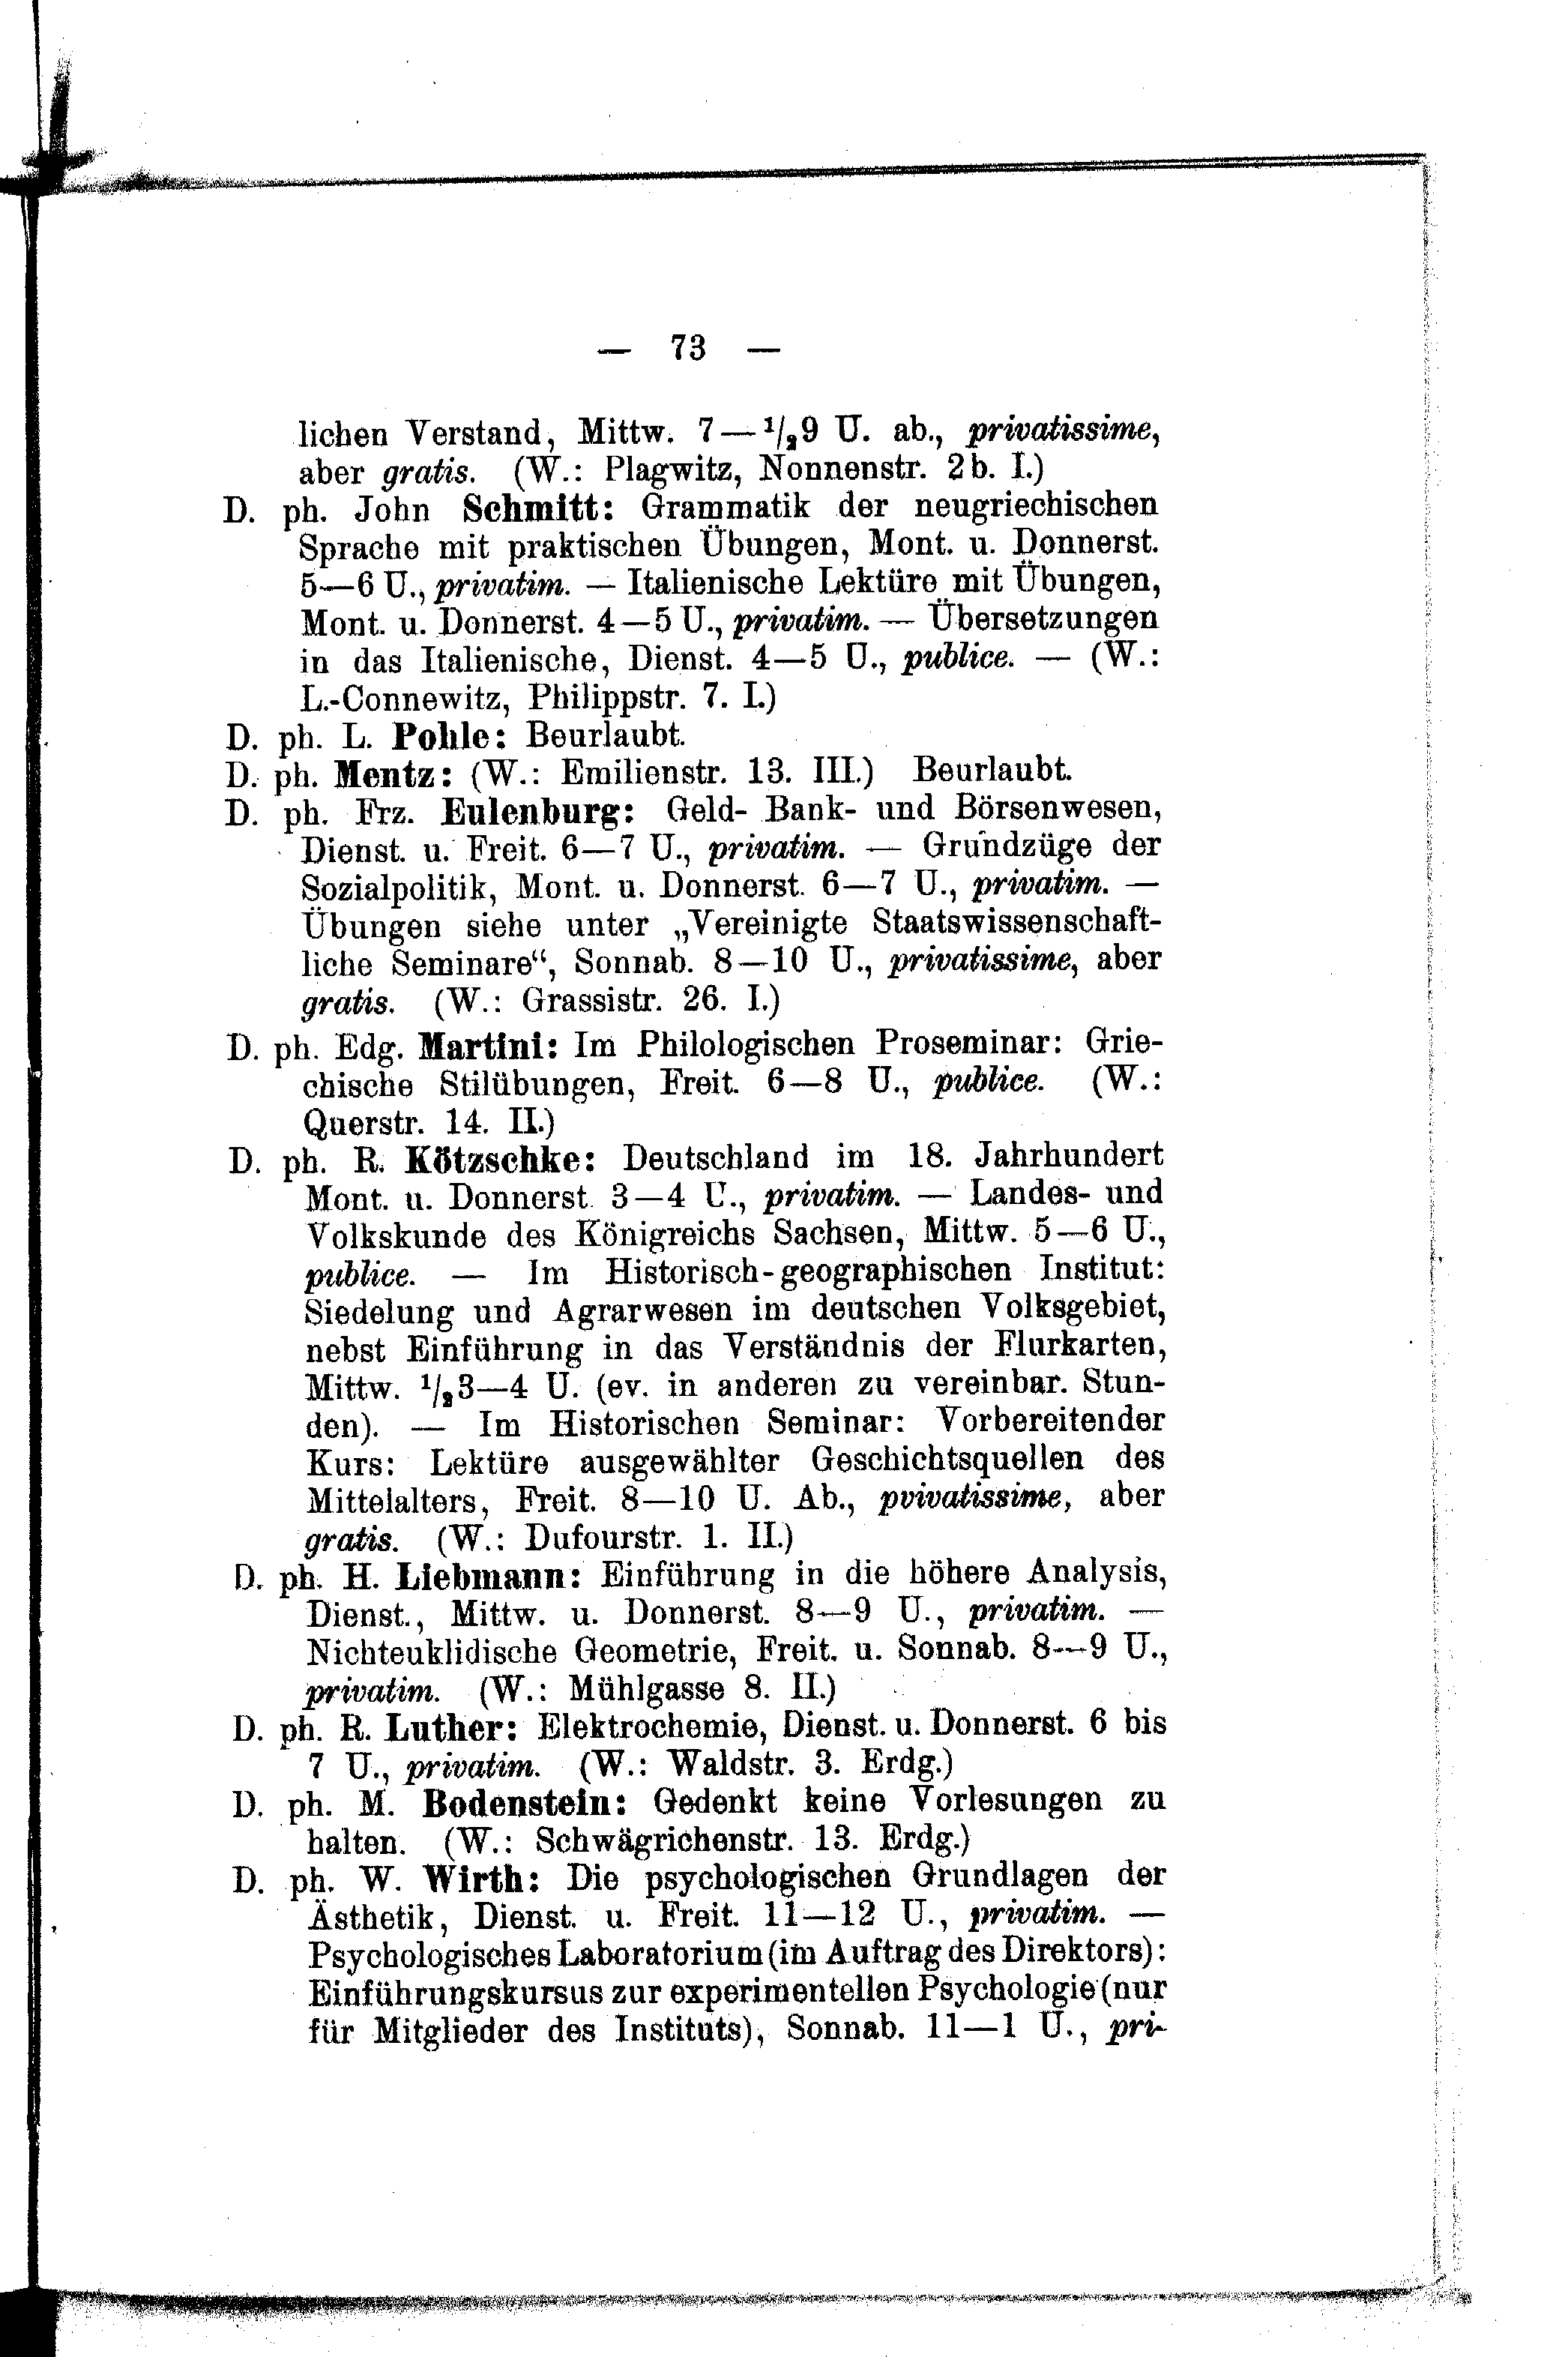 — 73 —
lichen Verstand, Mittw. 7—1/29 U. ab., privatissime,
aber gratis. (W.: Plagwitz, Nonnenstr. 2b. I.)
D. ph. John Schmitt: Grammatik der neugriechischen
Sprache mit praktischen Übungen, Mont. u. Donnerst.
5—6 U., privatim. — Italienische Lektüre mit Übungen,
Mont. u. Donnerst. 4—5 U., privatim. — Übersetzungen
in das Italienische, Dienst. 4—5 U., publice. — (W.:
L.-Connewitz, Philippstr. 7. I.)
D. ph. L. Pohle: Beurlaubt.
D. ph. Mentz: (W.: Emilienstr. 13. III.) Beurlaubt.
D. ph. Frz. Eulenburg: Geld- Bank- und Börsenwesen,
Dienst. u. Freit. 6—7 U., privatim. — Grundzüge der
Sozialpolitik, Mont. u. Donnerst. 6—7 U., privatim. —
Übungen siehe unter „Vereinigte Staatswissenschaft-
liche Seminare“, Sonnab. 8—10 U., privatissime, aber
gratis. (W.: Grassistr. 26. I.)
D. ph. Edg. Martini: Im Philologischen Proseminar: Grie-
chische Stilübungen, Freit. 6—8 U., publice. (W.:
Querstr. 14. II.)
D. ph. R. Kötzschke: Deutschland im 18. Jahrhundert
Mont. u. Donnerst. 3—4 U., privatim. — Landes- und
Volkskunde des Königreichs Sachsen, Mittw. 5—6 U.,
publice. — Im Historisch-geographischen Institut:
Siedelung und Agrarwesen im deutschen Volksgebiet,
nebst Einführung in das Verständnis der Flurkarten,
Mittw. 1/23—4 U. (ev. in anderen zu vereinbar. Stun-
den). — Im Historischen Seminar: Vorbereitender
Kurs: Lektüre ausgewählter Geschichtsquellen des
Mittelalters, Freit. 8—10 U. Ab., pvivatissime, aber
gratis. (W.: Dufourstr. 1. II.)
D. ph. H. Liebmann: Einführung in die höhere Analysis,
Dienst., Mittw. u. Donnerst. 8—9 U., privatim. —
Nichteuklidische Geometrie, Freit. u. Sonnab. 8—9 U.,
privatim. (W.: Mühlgasse 8. II.)
D. ph. R. Luther: Elektrochemie, Dienst. u. Donnerst. 6 bis
7 U., privatim. (W.: Waldstr. 3. Erdg.)
D. ph. M. Bodenstein: Gedenkt keine Vorlesungen zu
halten. (W.: Schwägrichenstr. 13. Erdg.)
D. ph. W. Wirth: Die psychologischen Grundlagen der
Ästhetik, Dienst. u. Freit. 11—12 U., privatim. —
Psychologisches Laboratorium (im Auftrag des Direktors):
Einführungskursus zur experimentellen Psychologie (nur
für Mitglieder des Instituts), Sonnab. 11—1 U., pri-